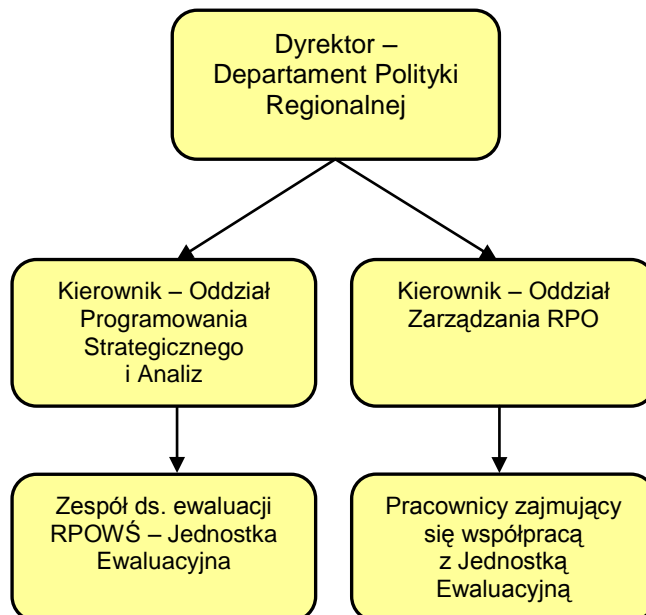 Dyrektor –
Departament Polityki
Regionalnej
Kierownik – Oddział
Programowania
Strategicznego
i Analiz
Kierownik – Oddział
Zarządzania RPO
Zespół ds. ewaluacji
RPOWŚ – Jednostka
Ewaluacyjna
Pracownicy zajmujący
się współpracą
z Jednostką
Ewaluacyjną